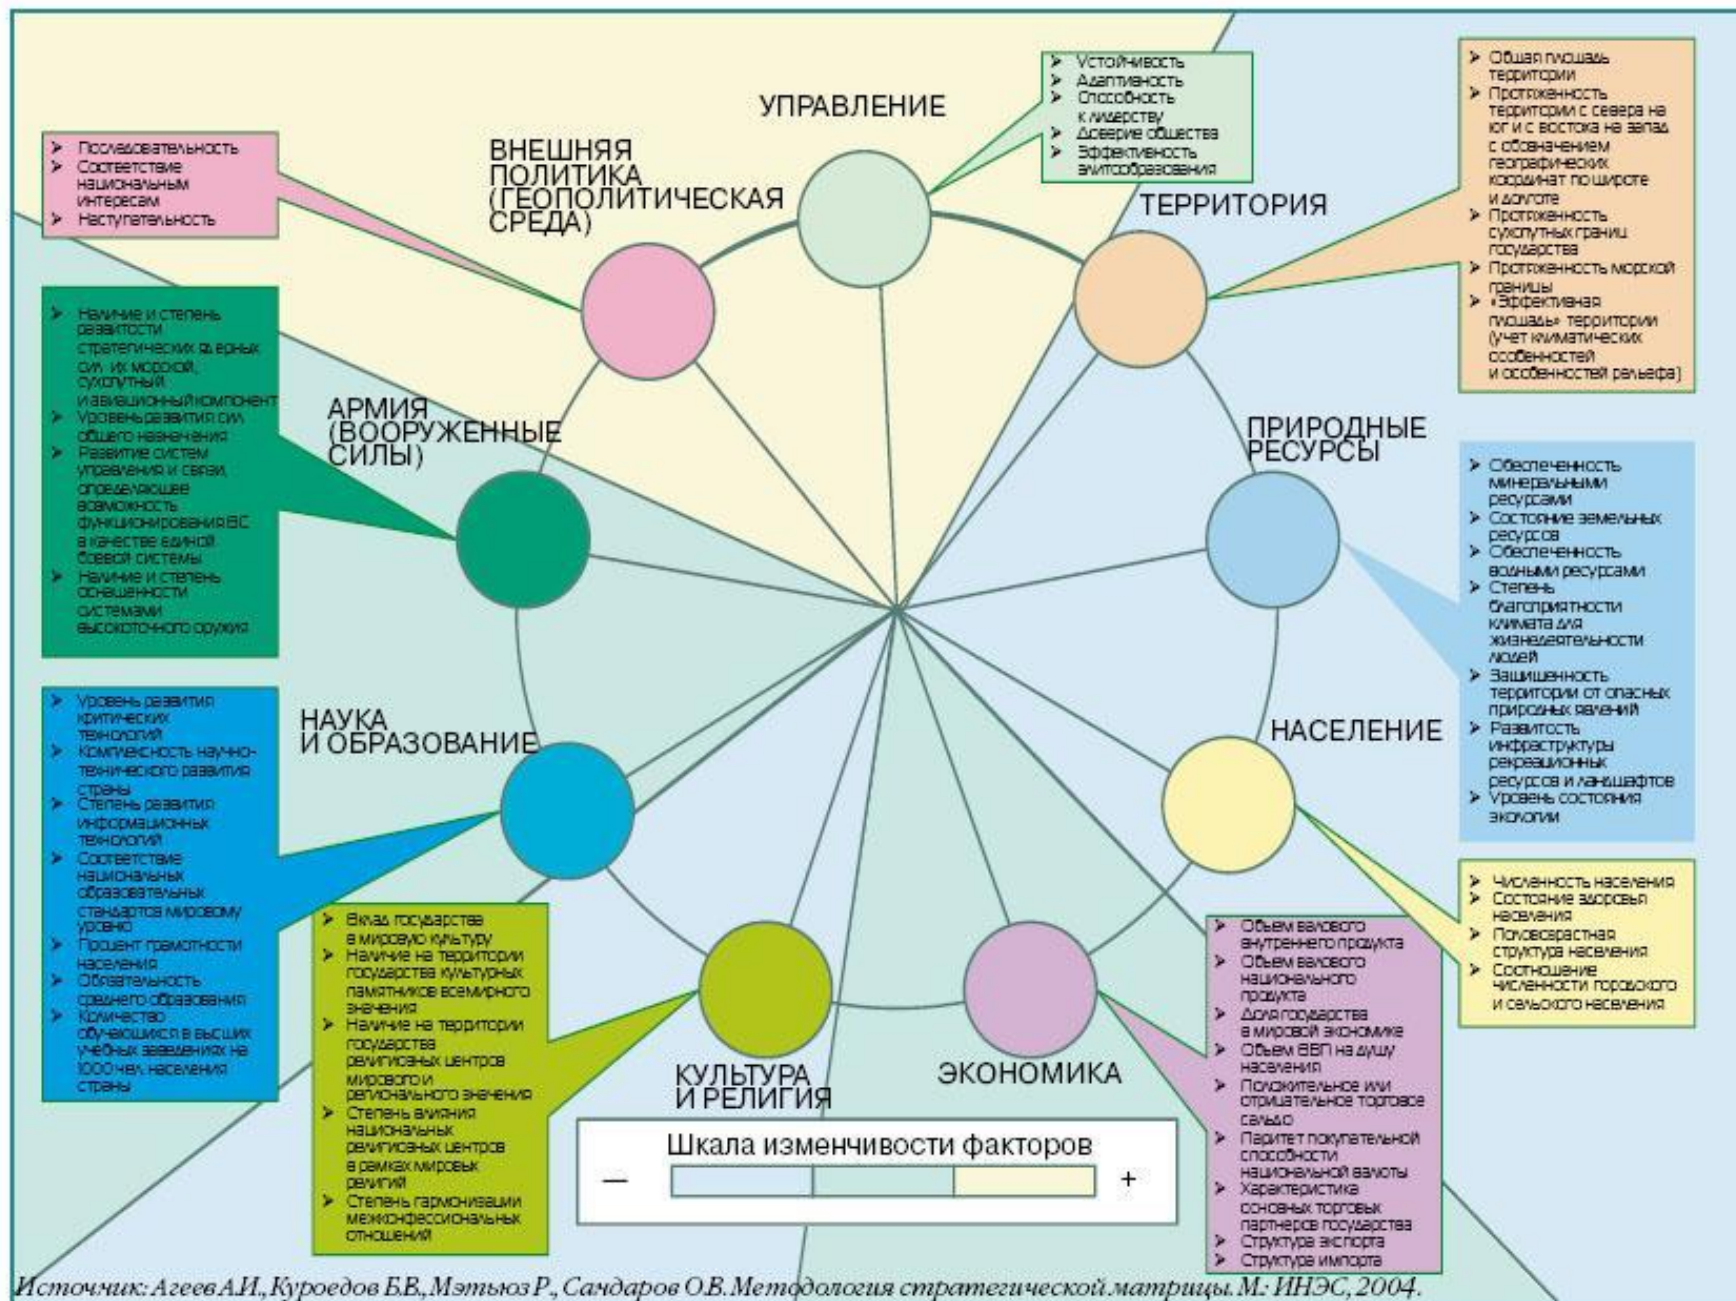 УПРАВЛЕНИЕ
➤ Устойчивость
➤ Адаптивность
➤ Способность
к лидерству
➤ Доверие общества
➤ Эффективность
элитообразования
ТЕРРИТОРИЯ
➤ Общая площадь
территории
➤ Протяженность
территории с севера на
юг и с востока на запад
с обозначением
географических
координат по широте
и долготе
➤ Протяженность
сухопутных границ
государства
➤ Протяженность морской
границы
➤ «Эффективная
площадь» территории
(учет климатических
особенностей
и особенностей рельефа)
ПРИРОДНЫЕ
РЕСУРСЫ
➤ Обеспеченность
минеральными
ресурсами
➤ Состояние земельных
ресурсов
➤ Обеспеченность
водными ресурсами
➤ Степень
благоприятности
климата для
жизнедеятельности
людей
➤ Защищенность
территории от опасных
природных явлений
➤ Развитость
инфраструктуры
рекреационных
ресурсов и ландшафтов
➤ Уровень состояния
экологии
НАСЕЛЕНИЕ
➤ Численность населения
➤ Состояние здоровья
населения
➤ Половозрастная
структура населения
➤ Соотношение
численности городского
и сельского населения
ЭКОНОМИКА
➤ Объем валового
внутреннего продукта
➤ Объем валового
национального
продукта
➤ Доля государства
в мировой экономике
➤ Объем ВВП на душу
населения
➤ Положительное или
отрицательное торговое
сальдо
➤ Паритет покупательной
способности
национальной валюты
➤ Характеристика
основных торговых
партнеров государства
➤ Структура экспорта
➤ Структура импорта
КУЛЬТУРА
И РЕЛИГИЯ
➤ Вклад государства
в мировую культуру
➤ Наличие на территории
государства культурных
памятников всемирного
значения
➤ Наличие на территории
государства
религиозных центров
мирового и
регионального значения
➤ Степень влияния
национальных
религиозных центров
в рамках мировых
религий
➤ Степень гармонизации
межконфессиональных
отношений
НАУКА
И ОБРАЗОВАНИЕ
➤ Уровень развития
критических
технологий
➤ Комплексность научно-
технического развития
страны
➤ Степень развития
информационных
технологий
➤ Соответствие
национальных
образовательных
стандартов мировому
уровню
➤ Процент грамотности
населения
➤ Обязательность
среднего образования
➤ Количество
обучающихся в высших
учебных заведениях на
1000 чел. населения
страны
АРМИЯ
(ВООРУЖЕННЫЕ
СИЛЫ)
➤ Наличие и степень
развитости
стратегических ядерных
сил: их морской,
сухопутный
и авиационный компонент
➤ Уровень развития сил
общего назначения
➤ Развитие систем
управления и связи,
определяющее
возможность
функционирования ВС
в качестве единой
боевой системы
➤ Наличие и степень
оснащенности
системами
высокоточного оружия
ВНЕШНЯЯ
ПОЛИТИКА
(ГЕОПОЛИТИЧЕСКАЯ
СРЕДА)
➤ Последовательность
➤ Соответствие
национальным
интересам
➤ Наступательность
Шкала изменчивости факторов
— +
Источник: Агеев А.И., Куроедов Б.В., Мэтьюз Р., Сандаров О.В. Методология стратегической матрицы. М.: ИНЭС, 2004.